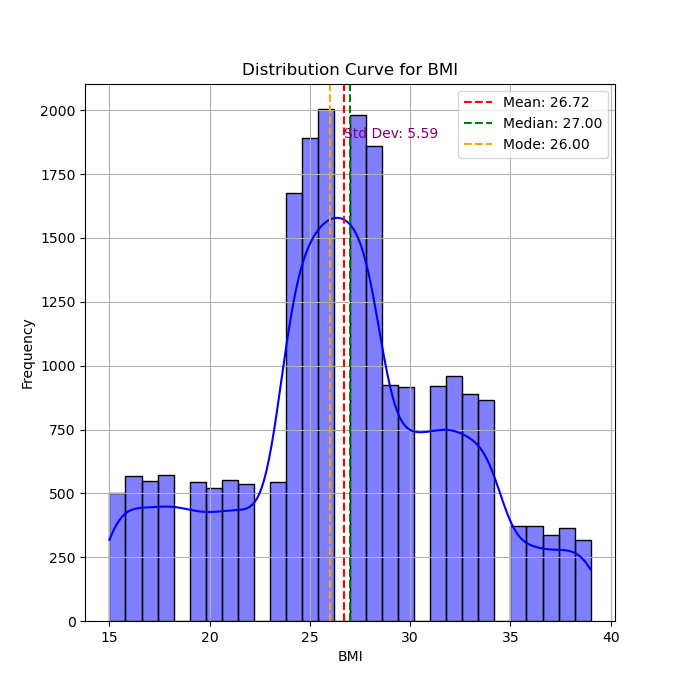 Distribution Curve for BMI
Mean: 26.72
Median: 27.00
Mode: 26.00
Std Dev: 5.59
2000
1750
1500
1250
1000
750
500
250
0
Frequency
15 20 25 30 35 40
BMI